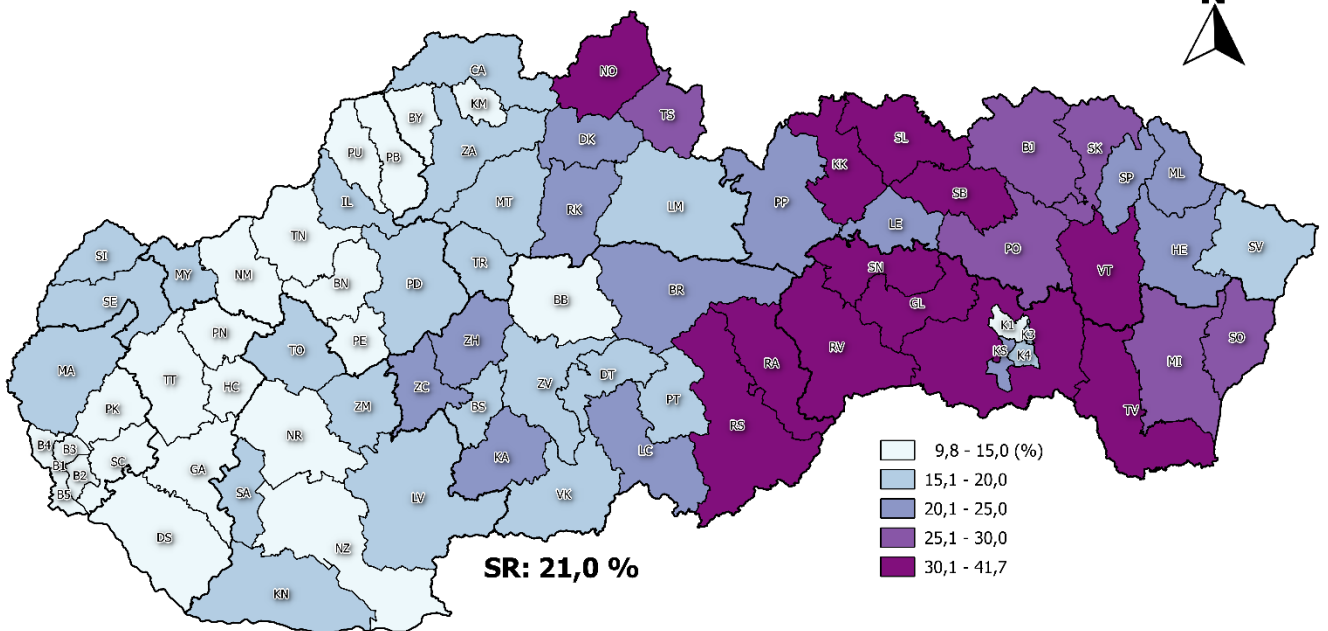 N
CA
NO
KM
BY
TS
PU
PB
ZA
DK
SL
BJ
SK
KK
SP
ML
IL
MT
RK
LM
PP
SB
LE
TN
SI
MY
NM
BN
PD
TR
PO
HE
SV
SE
BB
BR
SN
VT
GL
PN
TO
PE
ZH
K1
K3
MA
TT
HC
ZC
ZV
DT
RA
RV
KS
K4
SO
MI
PK
ZM
BS
PT
B4
B3
B1
B2
B5
SC
GA
NR
KA
LC
RS
TV
SA
LV
VK
DS
NZ
KN
9,8 - 15,0 (%)
15,1 - 20,0
20,1 - 25,0
25,1 - 30,0
30,1 - 41,7
SR: 21,0 %